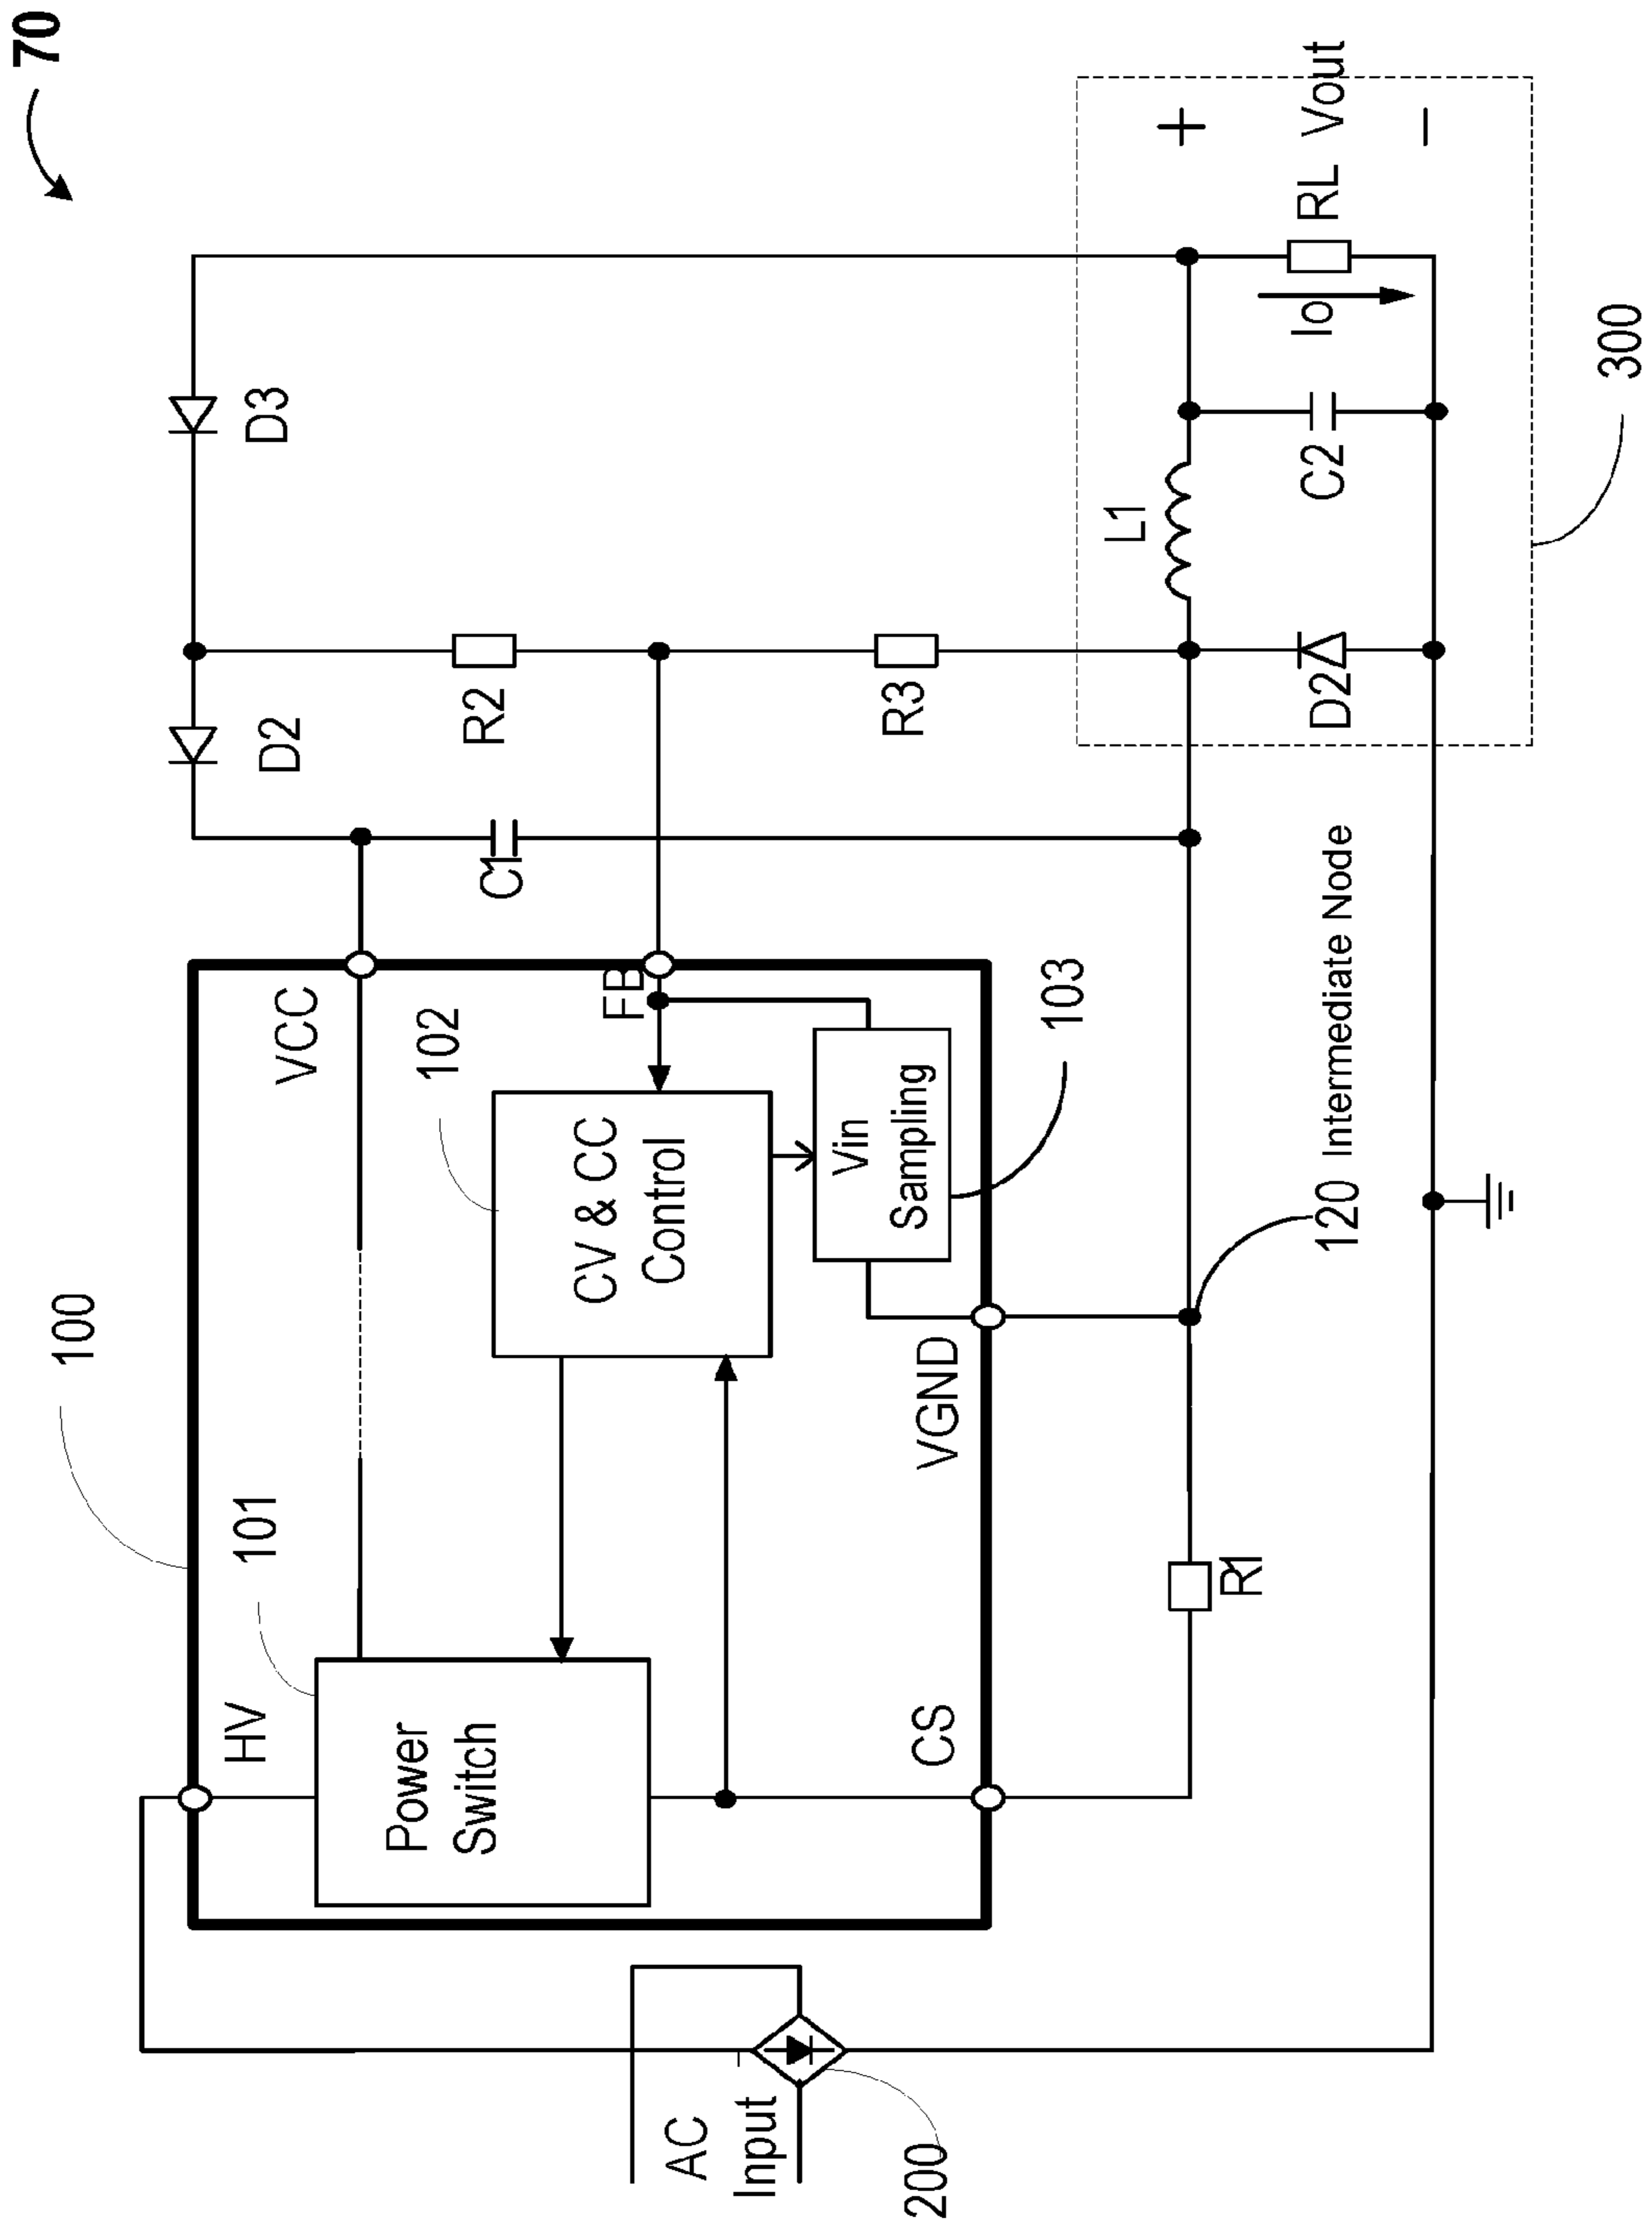 70
100
101
HV
Power
Switch
VCC
102
CV & CC
Control
FB
Vin
Sampling
103
VGND
CS
D2
D3
C1
R2
R3
R1
120 Intermediate Node
AC
Input
200
L1
D2
C2
Io
RL
+
Vout
−
300